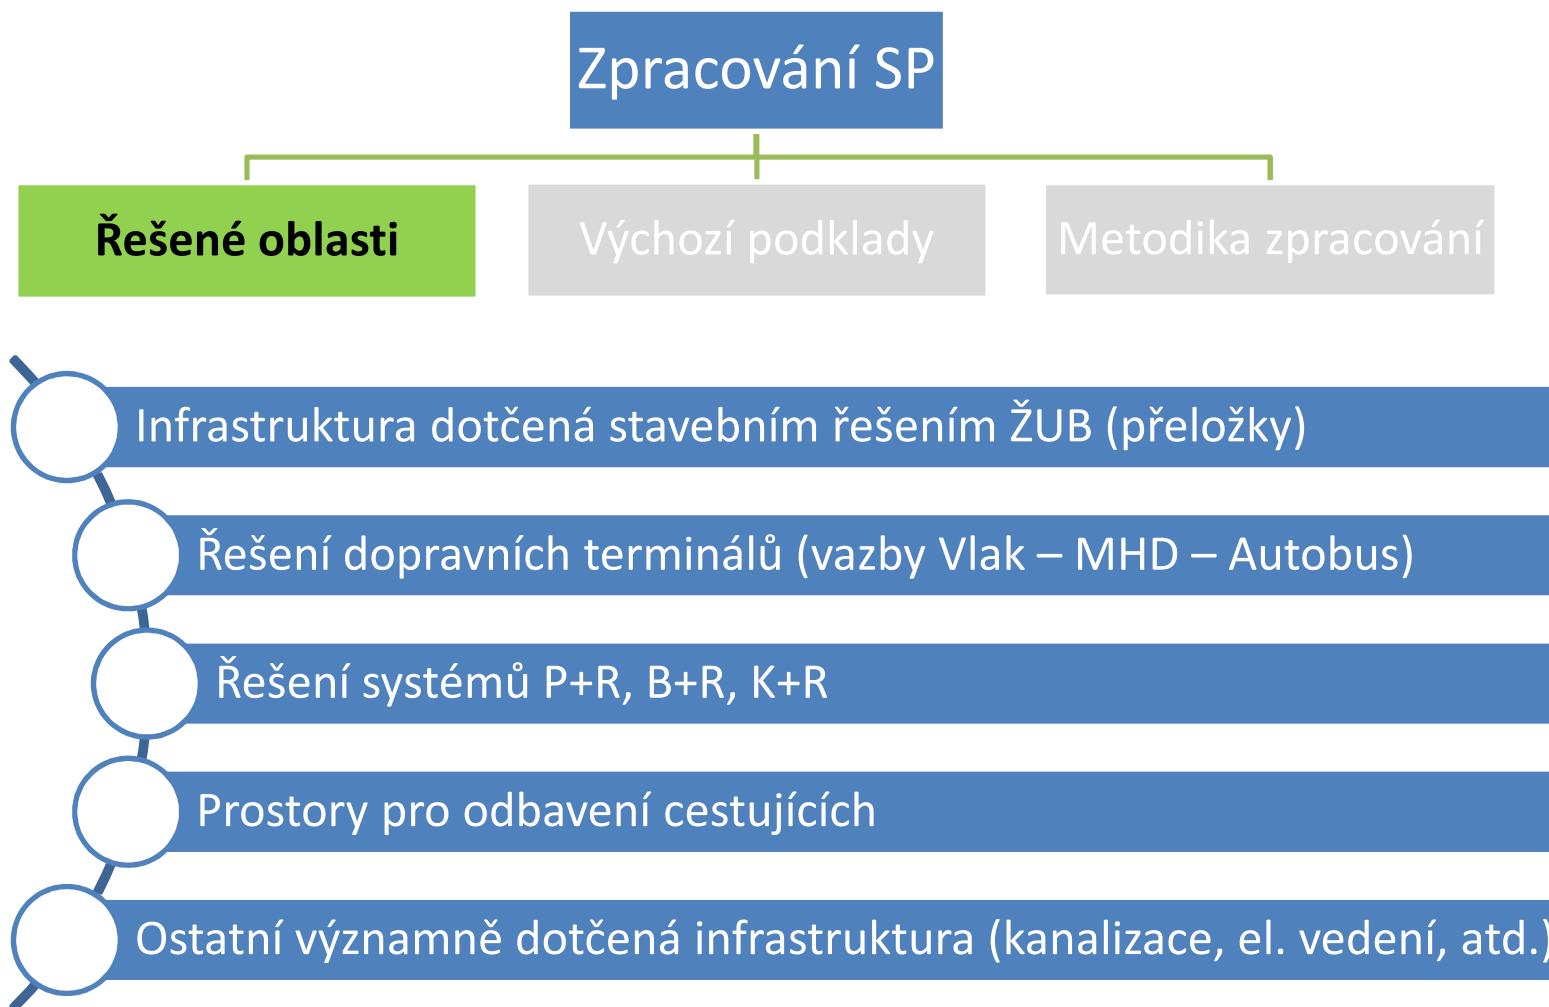 Zpracování SP
Řešené oblasti
Výchozí podklady
Metodika zpracování
Infrastruktura dotčená stavebním řešením ŽUB (přeložky)
Řešení dopravních terminálů (vazby Vlak – MHD – Autobus)
Řešení systémů P+R, B+R, K+R
Prostory pro odbavení cestujících
Ostatní významně dotčená infrastruktura (kanalizace, el. vedení, atd.)